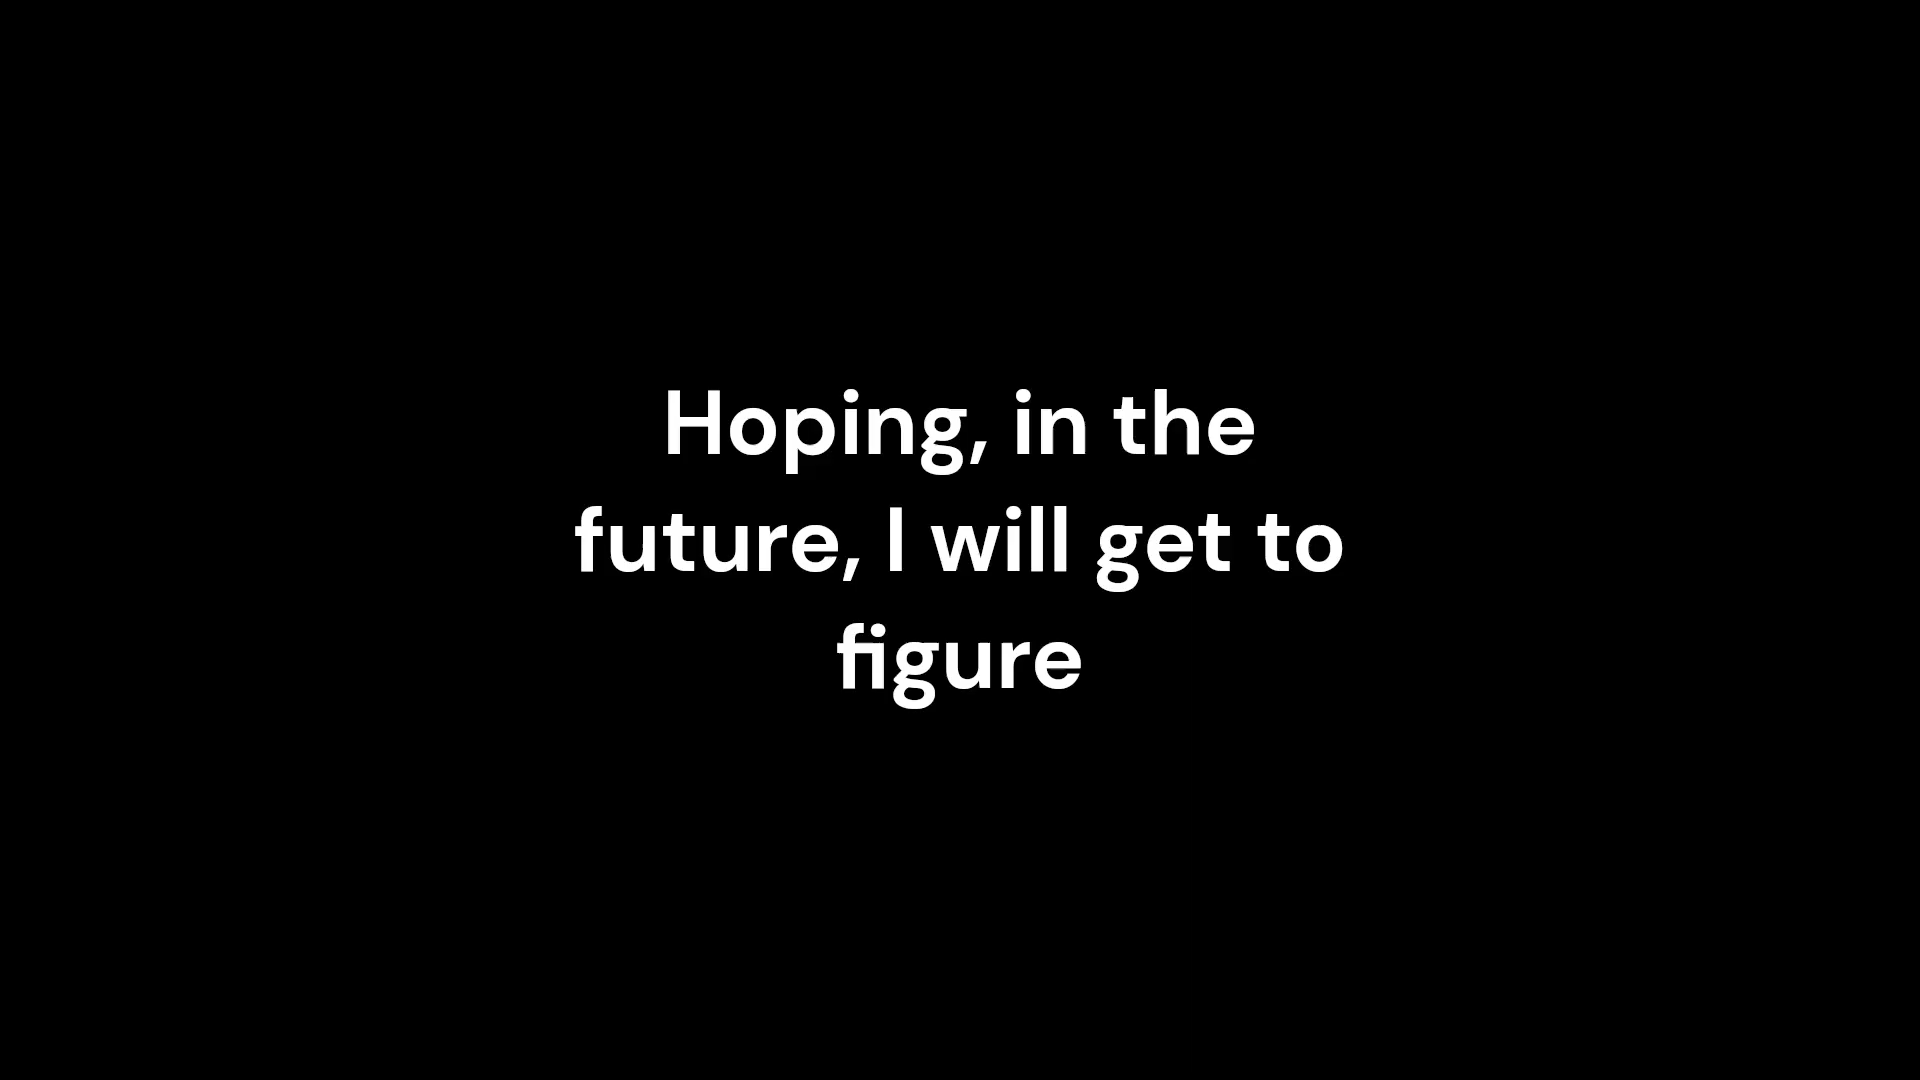 Hoping, in the
future, I will get to
figure